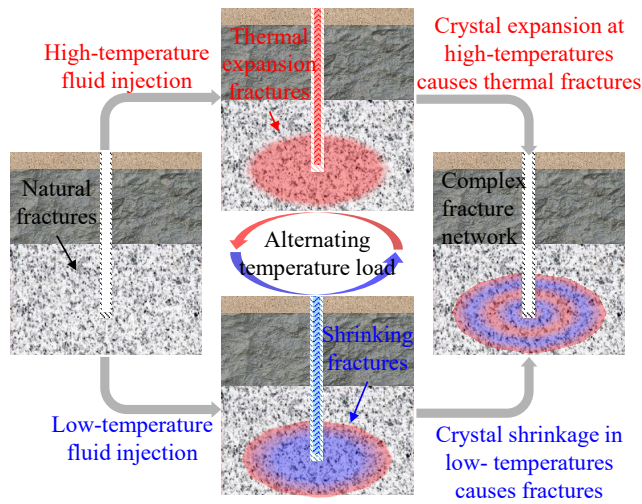 High-temperature
fluid injection
Thermal
expansion
fractures
Crystal expansion at
high-temperatures
causes thermal fractures
Natural
fractures
Alternating
temperature load
Complex
fracture
network
Shrinking
fractures
Low-temperature
fluid injection
Crystal shrinkage in
low- temperatures
causes fractures